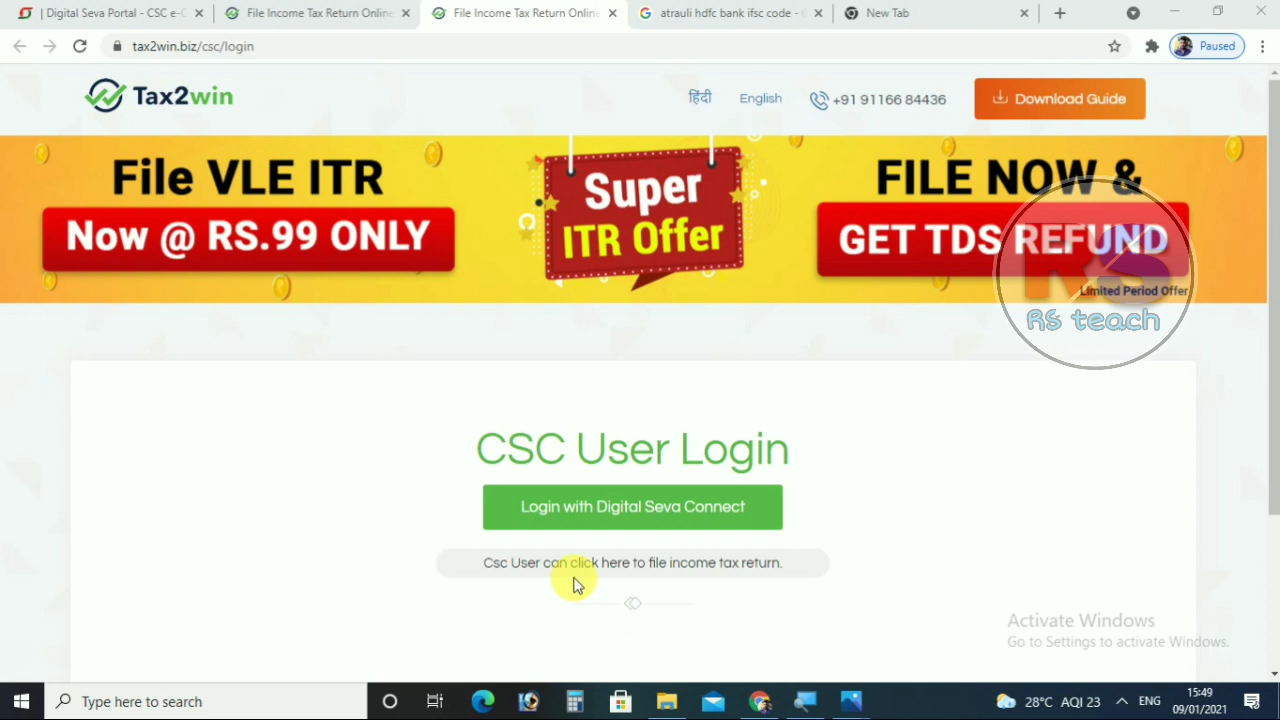 | Digital Seva Portal - CSC e-G
File Income Tax Return Online
File Income Tax Return Online
atrauli hdfc bank ifsc code -
New Tab
tax2win.biz/csc/login
Paused
Tax2win
हिंदी
English
+91 91166 84436
Download Guide
File VLE ITR
Now @ RS.99 ONLY
Super
ITR Offer
FILE NOW &
GET TDS REFUND
Limited Period Offer
RS
RS teach
CSC User Login
Login with Digital Seva Connect
Csc User can click here to file income tax return.
Activate Windows
Go to Settings to activate Windows.
Type here to search
28°C AQI 23
ENG
15:49
09/01/2021